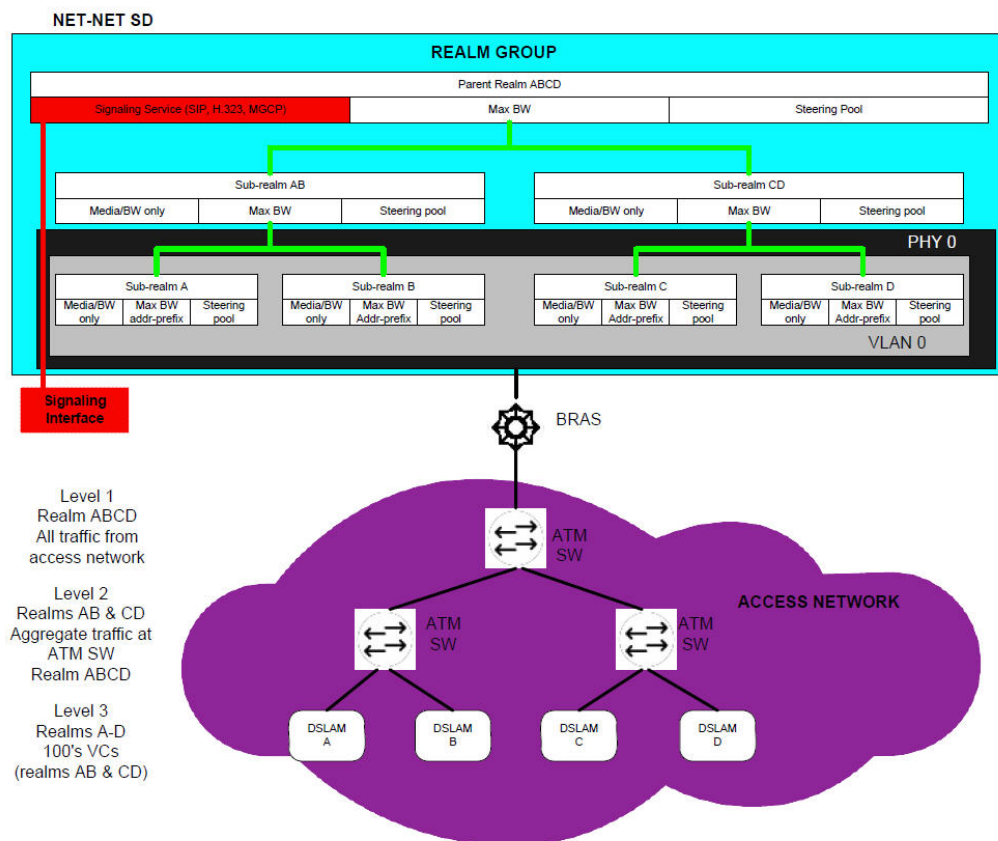 NET-NET SD
REALM GROUP
Parent Realm ABCD
Signaling Service (SIP, H.323, MGCP)
Max BW
Steering Pool
Sub-realm AB
Media/BW only
Max BW
Steering pool
Sub-realm CD
Media/BW only
Max BW
Steering pool
PHY 0
Sub-realm A
Media/BW
only
Max BW
addr-prefix
Steering
pool
Sub-realm B
Media/BW
only
Max BW
Addr-prefix
Steering
pool
Sub-realm C
Media/BW
only
Max BW
Addr-prefix
Steering
pool
Sub-realm D
Media/BW
only
Max BW
Addr-prefix
Steering
pool
VLAN 0
Signaling
Interface
BRAS
Level 1
Realm ABCD
All traffic from
access network
Level 2
Realms AB & CD
Aggregate traffic at
ATM SW
Realm ABCD
Level 3
Realms A-D
100's VCs
(realms AB & CD)
ATM
SW
ACCESS NETWORK
ATM
SW
ATM
SW
DSLAM
A
DSLAM
B
DSLAM
C
DSLAM
D